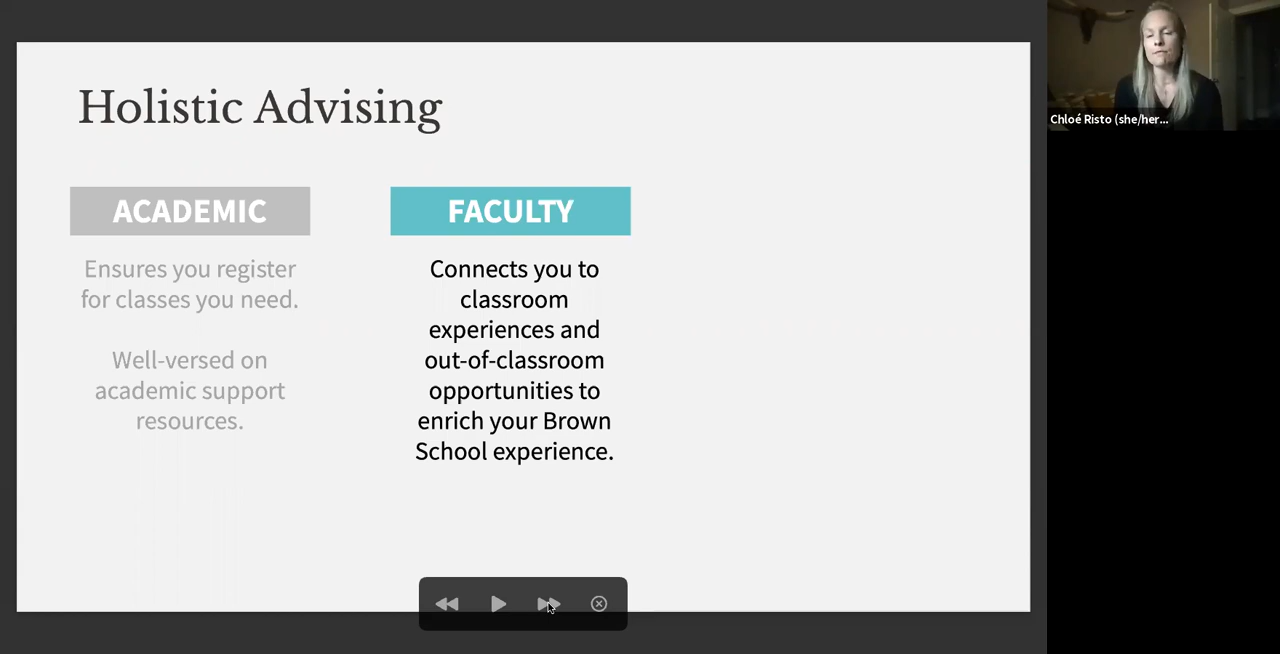 Holistic Advising
ACADEMIC
Ensures you register
for classes you need.
Well-versed on
academic support
resources.
FACULTY
Connects you to
classroom
experiences and
out-of-classroom
opportunities to
enrich your Brown
School experience.
Chloé Risto (she/her...